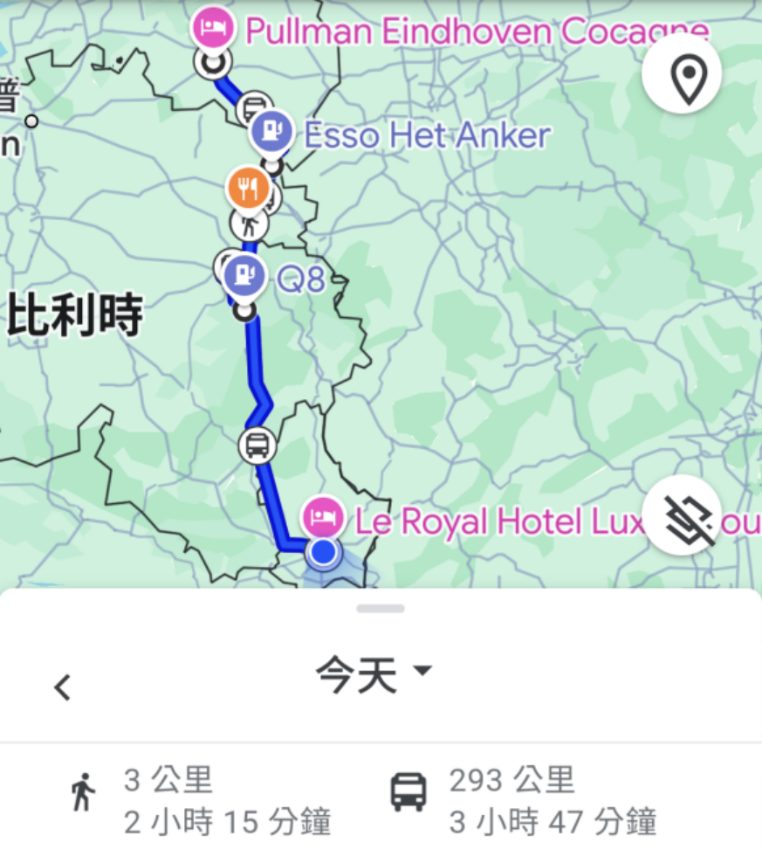 Pullman Eindhoven Cocagne
普
n
Esso Het Anker
Q8
比利時
Le Royal Hotel Lux ou
今天
3 公里
2 小時 15 分鐘
293 公里
3 小時 47 分鐘